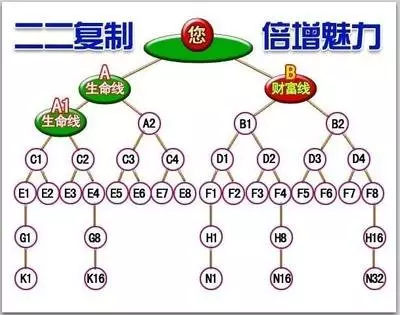 二二复制 您 倍增魅力
A B
生命线 财富线
A1
生命线 A2 B1 B2
C1 C2 C3 C4 D1 D2 D3 D4
E1 E2 E3 E4 E5 E6 E7 E8 F1 F2 F3 F4 F5 F6 F7 F8
G1 G8 H1 H8 H16
K1 K16 N1 N16 N32